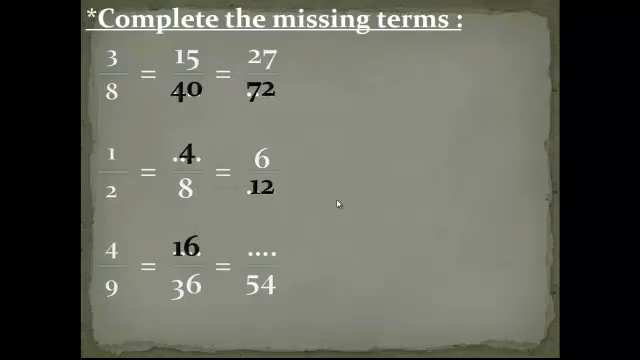 *Complete the missing terms :
3/8 = 15/40 = 27/72
1/2 = 4/8 = 6/12
4/9 = 16/36 = ..../54